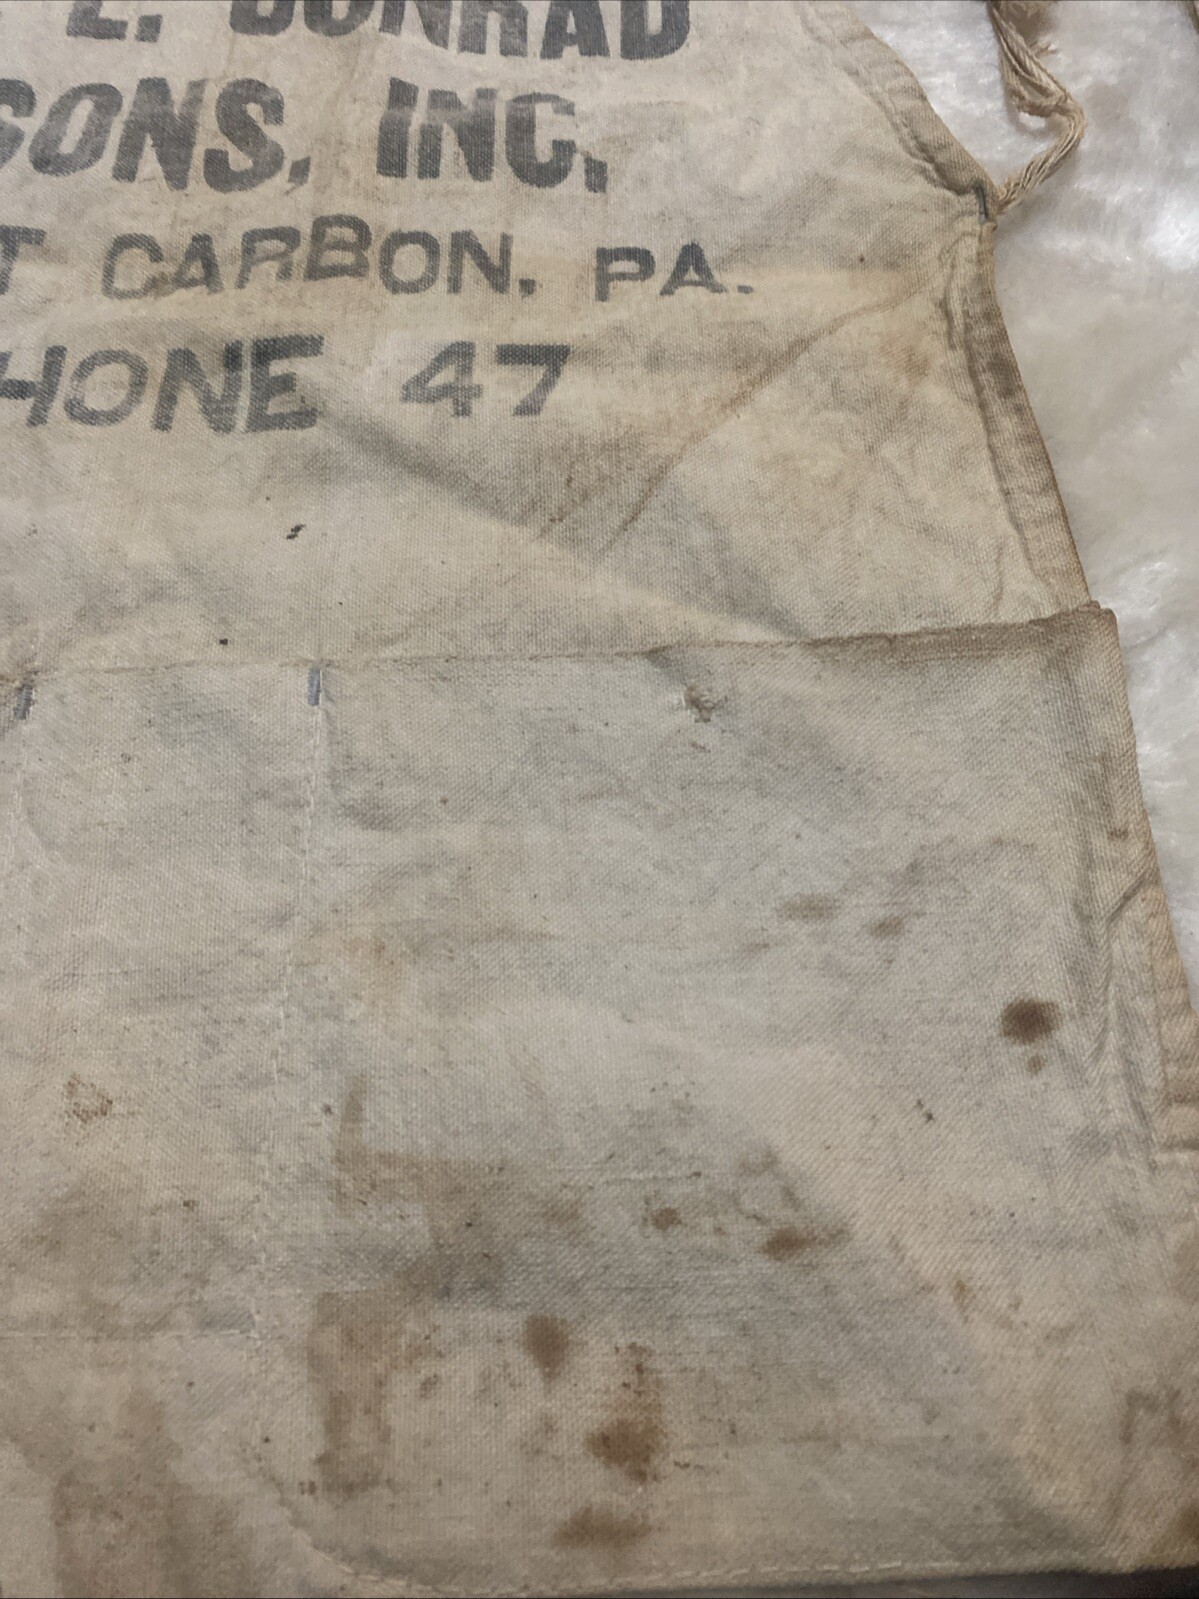 L. CONRAD
SONS, INC.
T CARBON, PA.
HONE 47